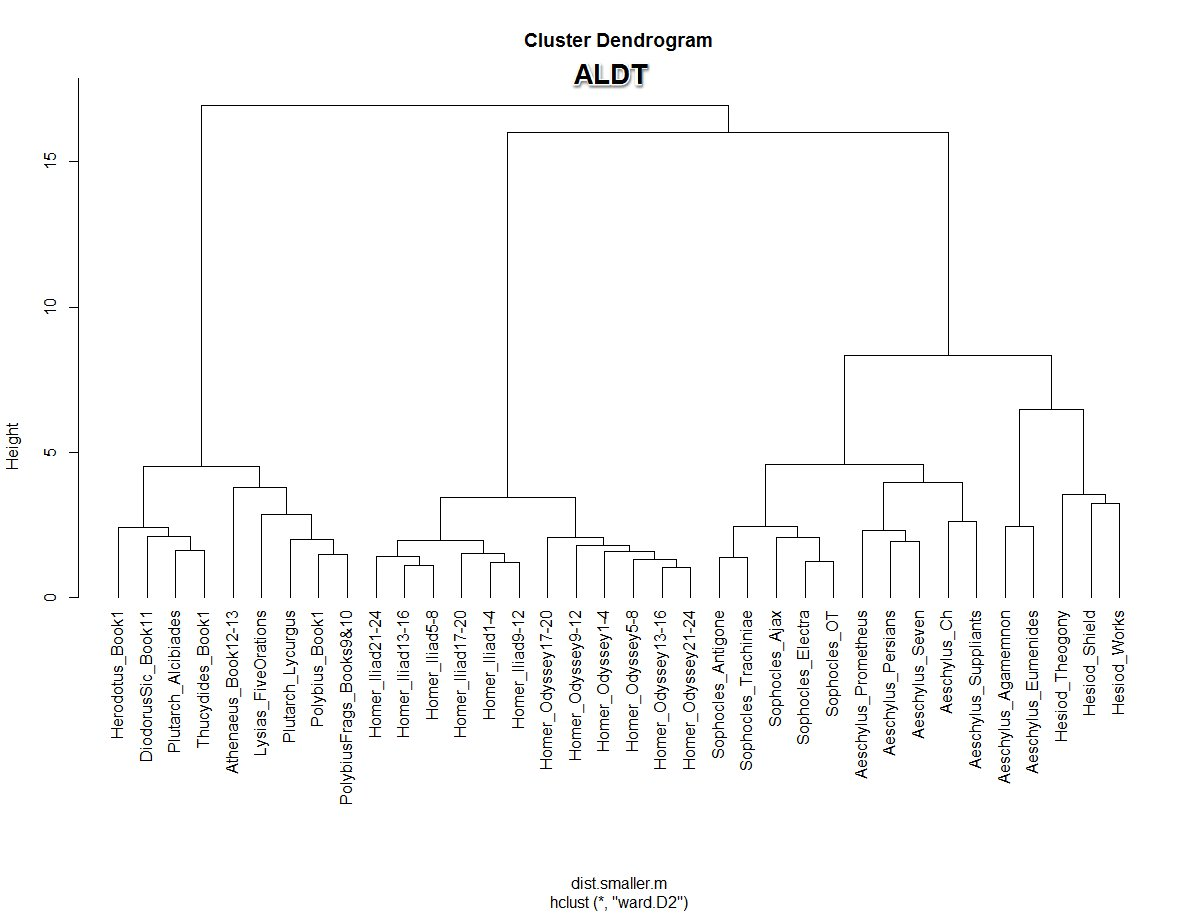 Cluster Dendrogram
ALDT
Height
15
10
5
0
Herodotus_Book1
DiodorusSic_Book11
Plutarch_Alcibiades
Thucydides_Book1
Athenaeus_Book12-13
Lysias_FiveOrations
Plutarch_Lycurgus
Polybius_Book1
PolybiusFrags_Books9&10
Homer_Iliad21-24
Homer_Iliad13-16
Homer_Iliad5-8
Homer_Iliad17-20
Homer_Iliad1-4
Homer_Iliad9-12
Homer_Odyssey17-20
Homer_Odyssey9-12
Homer_Odyssey1-4
Homer_Odyssey5-8
Homer_Odyssey13-16
Homer_Odyssey21-24
Sophocles_Antigone
Sophocles_Trachiniae
Sophocles_Ajax
Sophocles_Electra
Sophocles_OT
Aeschylus_Prometheus
Aeschylus_Persians
Aeschylus_Seven
Aeschylus_Ch
Aeschylus_Suppliants
Aeschylus_Agamemnon
Aeschylus_Eumenides
Hesiod_Theogony
Hesiod_Shield
Hesiod_Works
dist.smaller.m
hclust (*, "ward.D2")